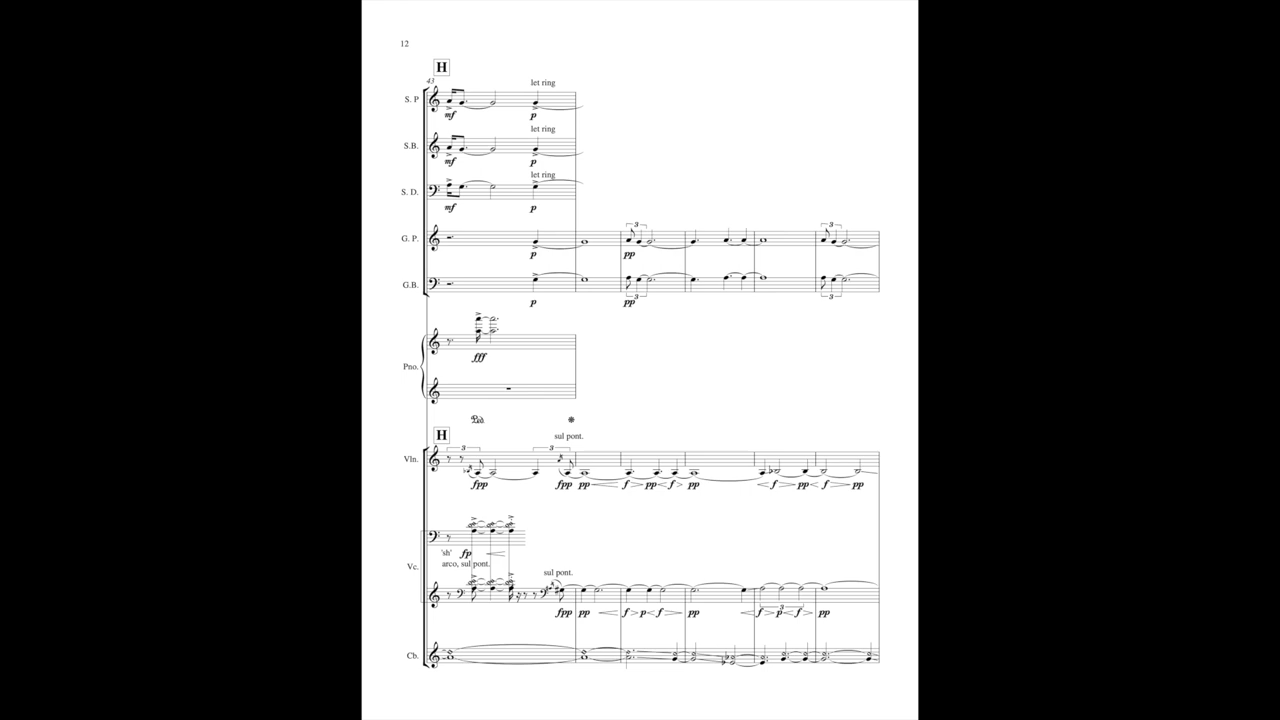 12
H
43
let ring
S. P
mf p
let ring
S.B.
mf p
let ring
S. D.
mf p
3 3
G. P.
p pp
G.B.
3 3
p pp
fff
Pno.
Ped.
H
sul pont.
3 3
Vln.
fpp fpp pp f pp f pp f pp f pp
'sh' fp
arco, sul pont.
Vc.
sul pont.
3
fpp pp f p f pp f p f pp
Cb.